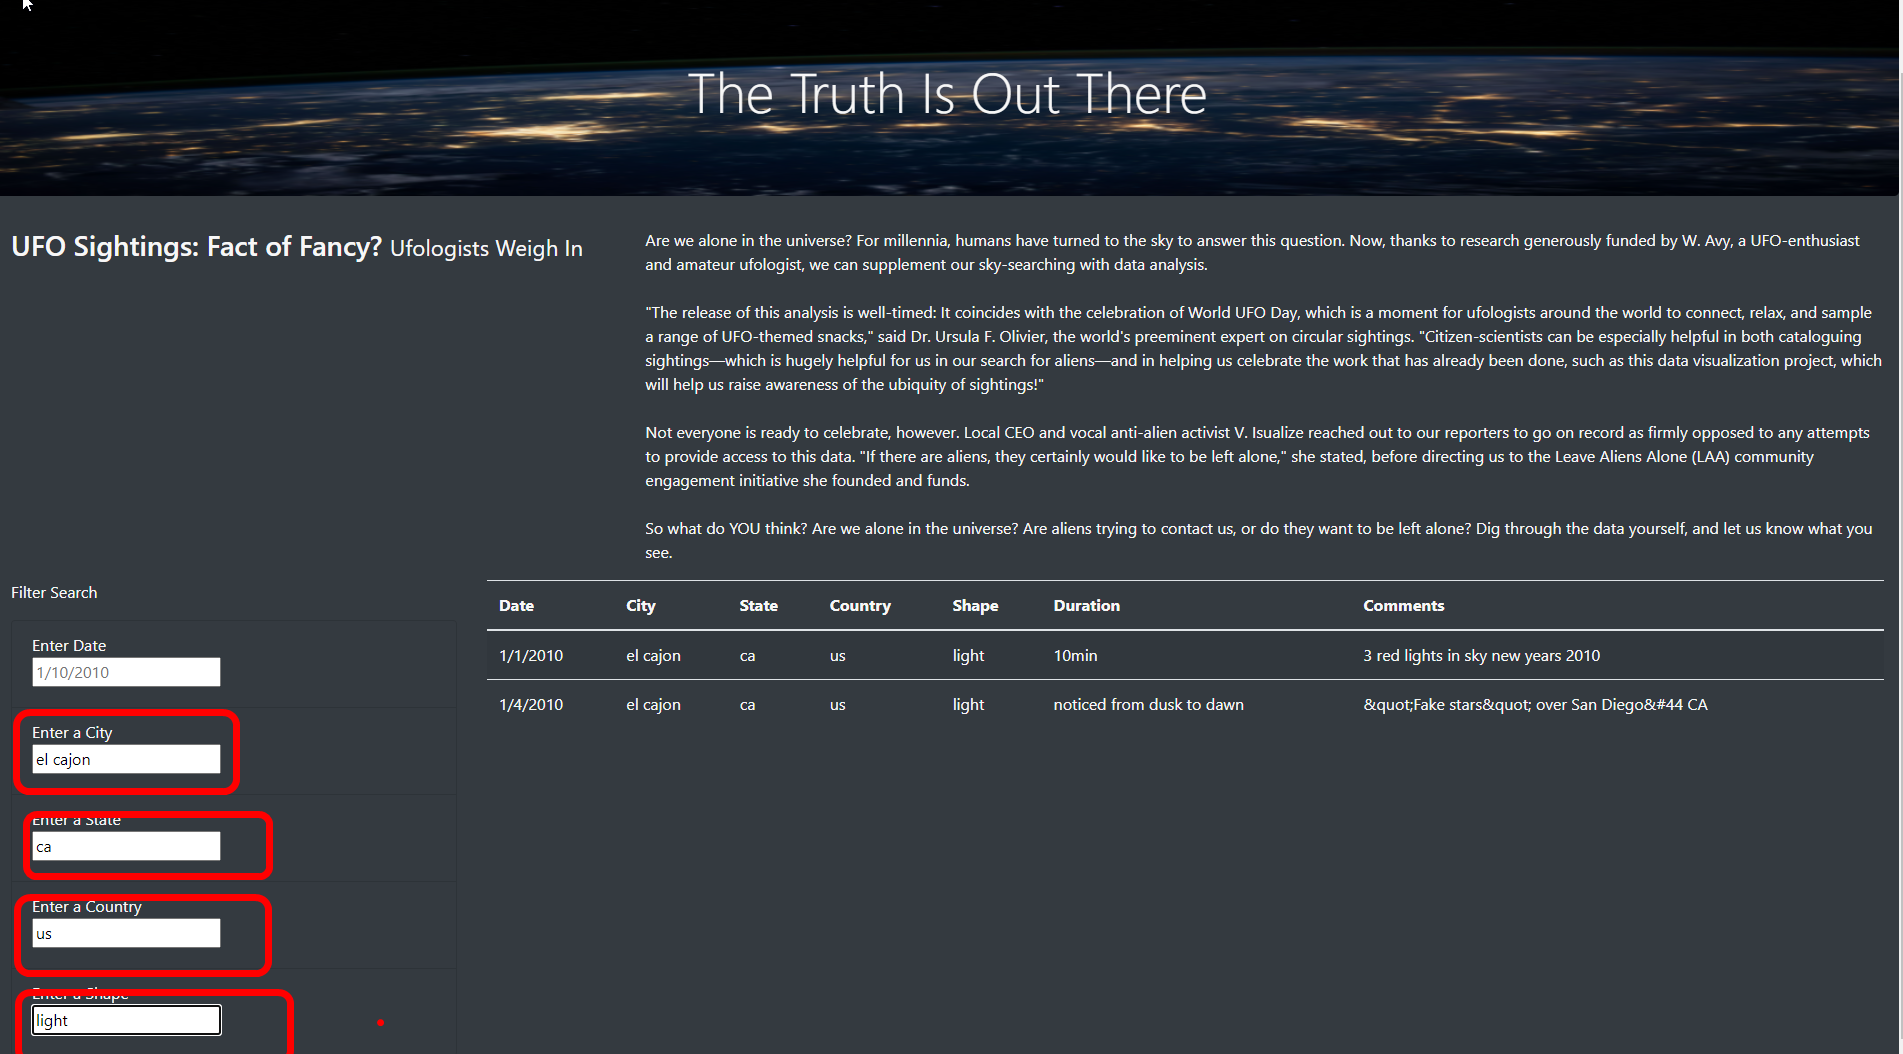 The Truth Is Out There
UFO Sightings: Fact of Fancy? Ufologists Weigh In
Are we alone in the universe? For millennia, humans have turned to the sky to answer this question. Now, thanks to research generously funded by W. Avy, a UFO-enthusiast
and amateur ufologist, we can supplement our sky-searching with data analysis.
"The release of this analysis is well-timed: It coincides with the celebration of World UFO Day, which is a moment for ufologists around the world to connect, relax, and sample
a range of UFO-themed snacks," said Dr. Ursula F. Olivier, the world's preeminent expert on circular sightings. "Citizen-scientists can be especially helpful in both cataloguing
sightings—which is hugely helpful for us in our search for aliens—and in helping us celebrate the work that has already been done, such as this data visualization project, which
will help us raise awareness of the ubiquity of sightings!"
Not everyone is ready to celebrate, however. Local CEO and vocal anti-alien activist V. Isualize reached out to our reporters to go on record as firmly opposed to any attempts
to provide access to this data. "If there are aliens, they certainly would like to be left alone," she stated, before directing us to the Leave Aliens Alone (LAA) community
engagement initiative she founded and funds.
So what do YOU think? Are we alone in the universe? Are aliens trying to contact us, or do they want to be left alone? Dig through the data yourself, and let us know what you
see.
Filter Search
Enter Date
1/10/2010
Enter a City
el cajon
Enter a State
ca
Enter a Country
us
Enter a Shape
light
Date City State Country Shape Duration Comments
1/1/2010 el cajon ca us light 10min 3 red lights in sky new years 2010
1/4/2010 el cajon ca us light noticed from dusk to dawn &quot;Fake stars&quot; over San Diego&#44 CA